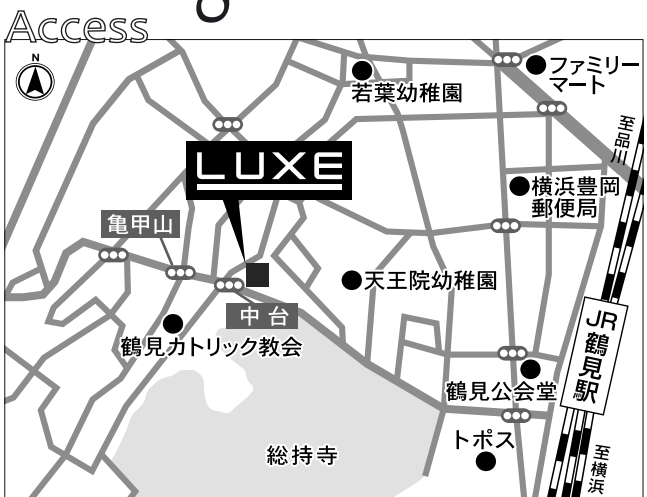 Access
N
ファミリー
マート
若葉幼稚園
至品川
LUXE
横浜豊岡
郵便局
亀甲山
天王院幼稚園
中台
JR鶴見駅
鶴見カトリック教会
鶴見公会堂
トポス
総持寺
至横浜